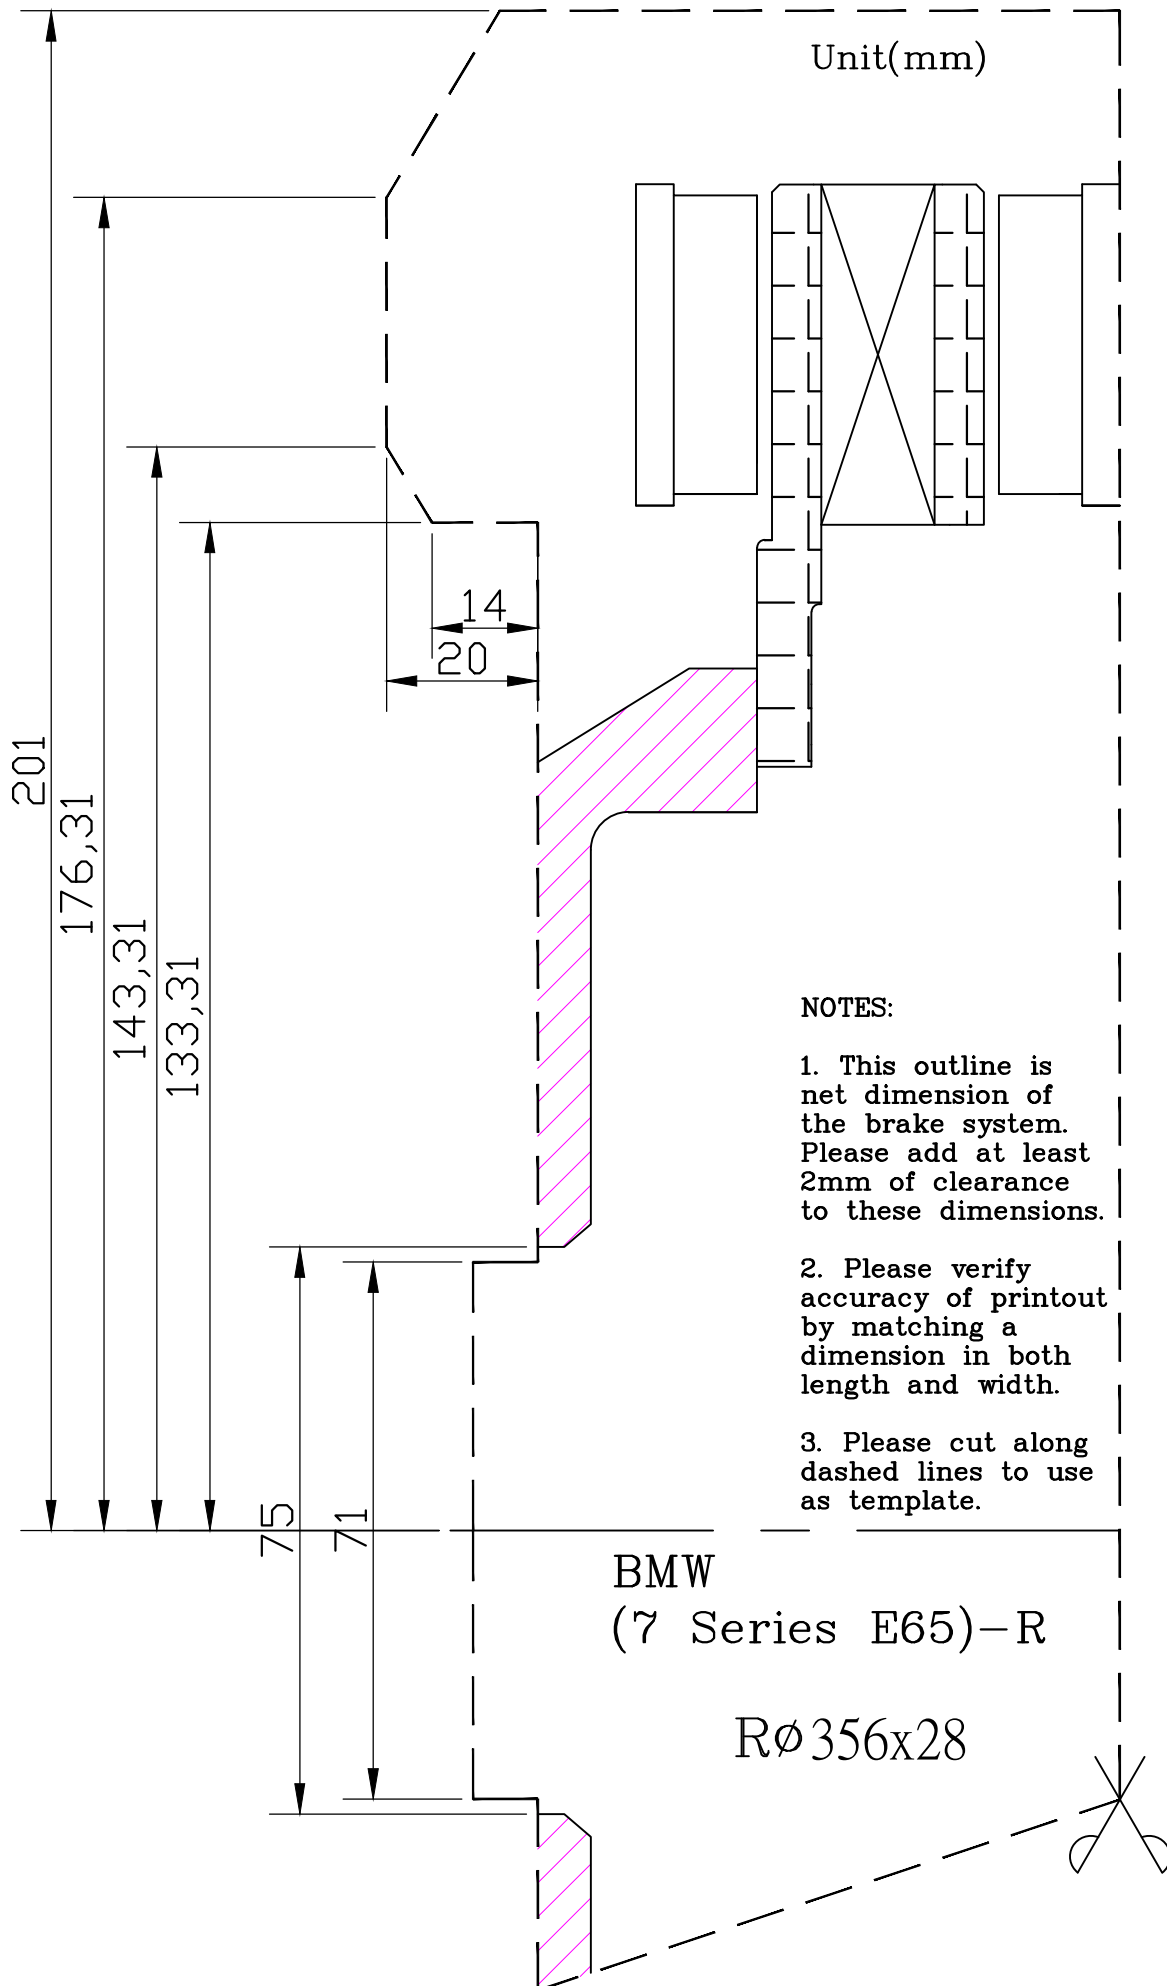 Unit(mm)
14
20
201
176,31
143,31
133,31
NOTES:
1. This outline is
net dimension of
the brake system.
Please add at least
2mm of clearance
to these dimensions.
2. Please verify
accuracy of printout
by matching a
dimension in both
length and width.
3. Please cut along
dashed lines to use
as template.
75
71
BMW
(7 Series E65)-R
RØ356x28